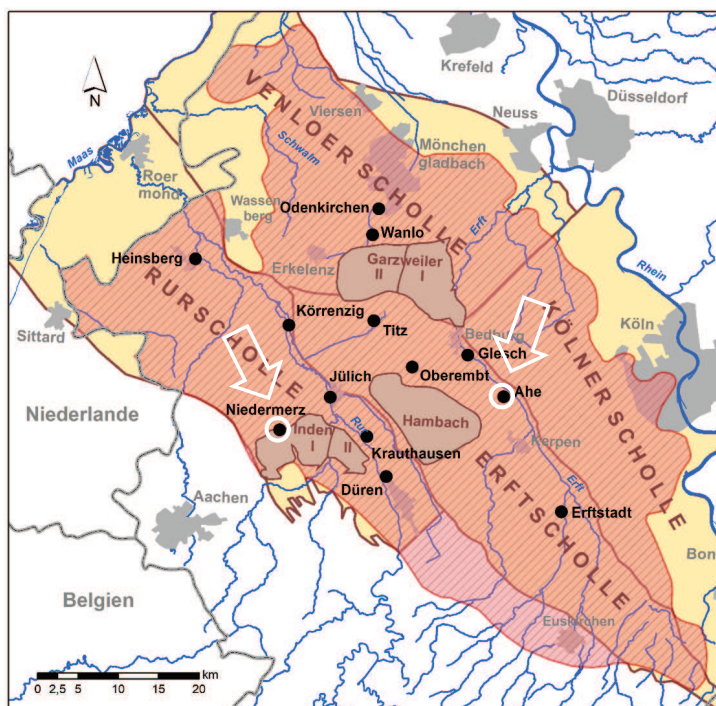 Krefeld
Düsseldorf
Neuss
Viersen
VENLOER SCHOLLE
N
Mönchen
gladbach
Maas
Schwalm
Roer
mond
Wassen
berg
Odenkirchen
Erft
Wanlo
Rhein
Heinsberg
Erkelenz
Garzweiler
II
I
RURSCHOLLE
KÖLNER SCHOLLE
Körrenzig
Titz
Sittard
Bedburg
Köln
Glesch
Jülich
Oberembt
Ahe
Niederlande
Niedermerz
Hambach
Inden
I
II
Rur
Krauthausen
Kerpen
ERFTSCHOLLE
Düren
Erft
Aachen
Erftstadt
Bon
Belgien
Euskirchen
km
0 2,5 5 10 15 20